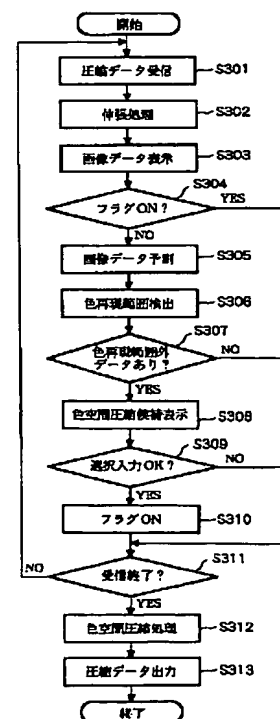 開始
圧縮データ受信
S301
伸張処理
S302
画像データ表示
S303
フラグON?
S304
YES
NO
画像データ予測
S305
色再現範囲検出
S306
色再現範囲外
データあり?
S307
NO
YES
色空間圧縮候補表示
S308
選択入力OK?
S309
NO
YES
フラグON
S310
受信終了?
S311
NO
YES
色空間圧縮処理
S312
圧縮データ出力
S313
終了